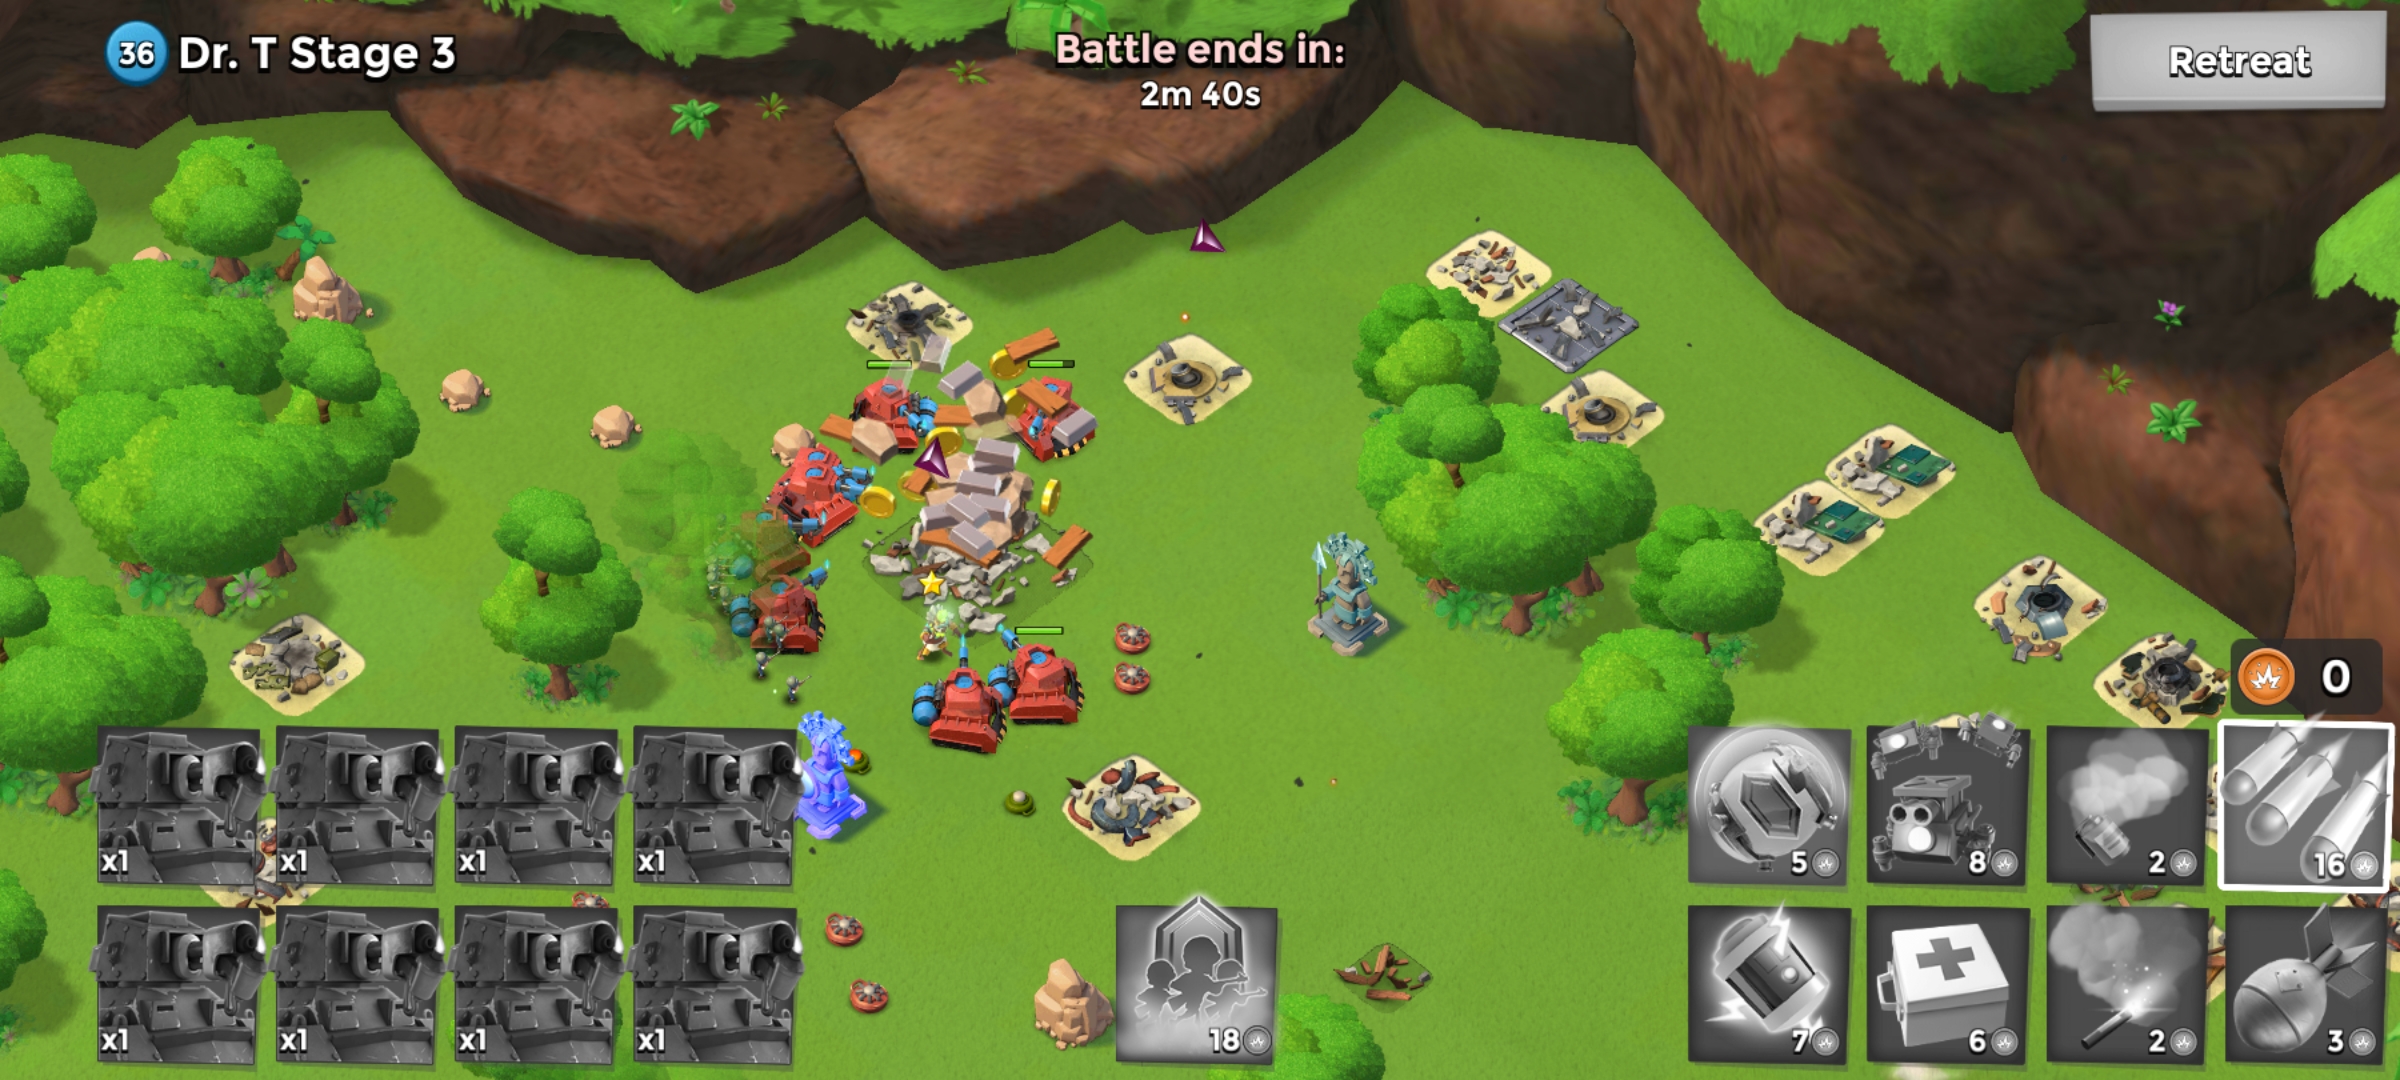 36 Dr. T Stage 3
Battle ends in:
2m 40s
Retreat
0
x1 x1 x1 x1
5 8 2 16
x1 x1 x1 x1
18
7 6 2 3